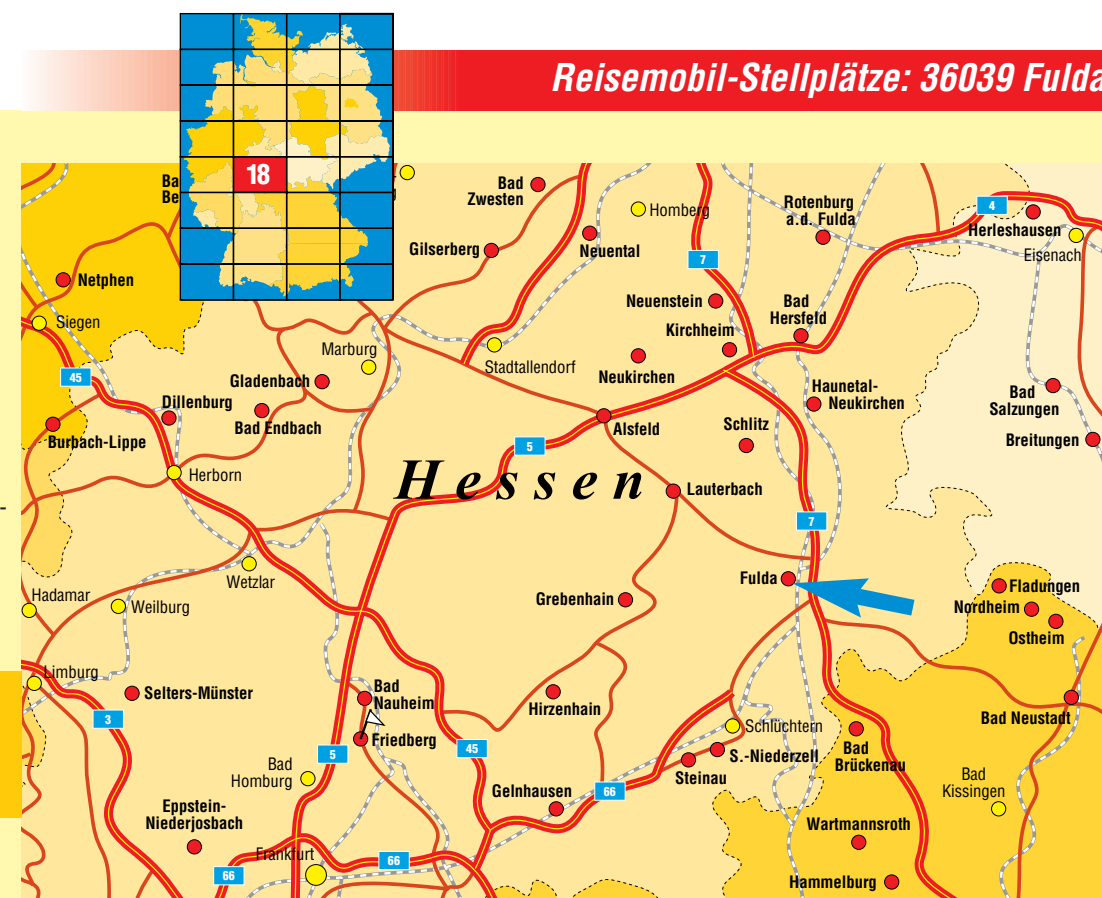 Reisemobil-Stellplätze: 36039 Fulda
18
Ba
Be
g
Bad
Zwesten
Homberg
Rotenburg
a.d. Fulda
4
Herleshausen
Eisenach
Gilserberg
Neuental
7
Netphen
Siegen
Neuenstein
Bad
Hersfeld
Kirchheim
Marburg
Stadtallendorf
Neukirchen
45
Gladenbach
Haunetal-
Neukirchen
Bad
Salzungen
Dillenburg
Bad Endbach
Burbach-Lippe
Alsfeld
Schlitz
Breitungen
5
Herborn
Hessen
Lauterbach
-
7
Wetzlar
Fulda
Fladungen
Hadamar
Weilburg
Grebenhain
Nordheim
Ostheim
Limburg
Selters-Münster
Bad
Nauheim
Hirzenhain
Bad Neustadt
3
Friedberg
Schlüchtern
5
45
S.-Niederzell
Bad
Brückenau
Bad
Homburg
Steinau
Bad
Kissingen
Gelnhausen
66
Eppstein-
Niederjosbach
Wartmannsroth
Frankfurt
66
66
Hammelburg